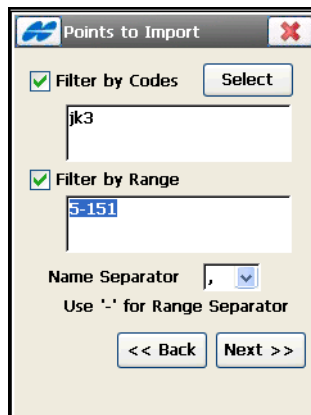 Points to Import
Filter by Codes Select
jk3
Filter by Range
5-151
Name Separator ,
Use '-' for Range Separator
<< Back Next >>